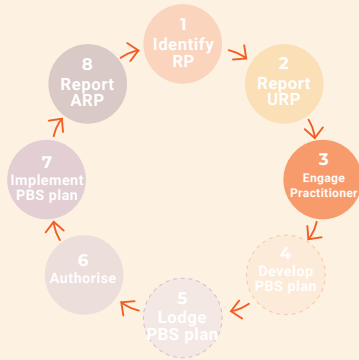 1
Identify
RP
2
Report
URP
3
Engage
Practitioner
4
Develop
PBS plan
5
Lodge
PBS plan
6
Authorise
7
Implement
PBS plan
8
Report
ARP